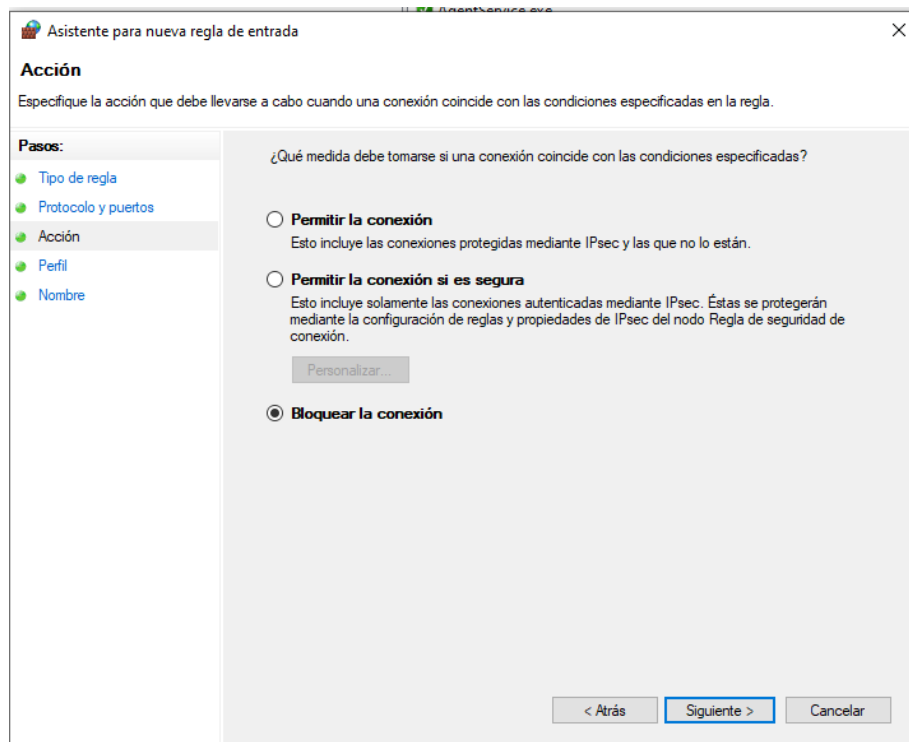 AgentService.exe
Asistente para nueva regla de entrada
Acción
Especifique la acción que debe llevarse a cabo cuando una conexión coincide con las condiciones especificadas en la regla.
Pasos:
Tipo de regla
Protocolo y puertos
Acción
Perfil
Nombre
¿Qué medida debe tomarse si una conexión coincide con las condiciones especificadas?
Permitir la conexión
Esto incluye las conexiones protegidas mediante IPsec y las que no lo están.
Permitir la conexión si es segura
Esto incluye solamente las conexiones autenticadas mediante IPsec. Éstas se protegerán
mediante la configuración de reglas y propiedades de IPsec del nodo Regla de seguridad de
conexión.
Personalizar...
Bloquear la conexión
< Atrás
Siguiente >
Cancelar